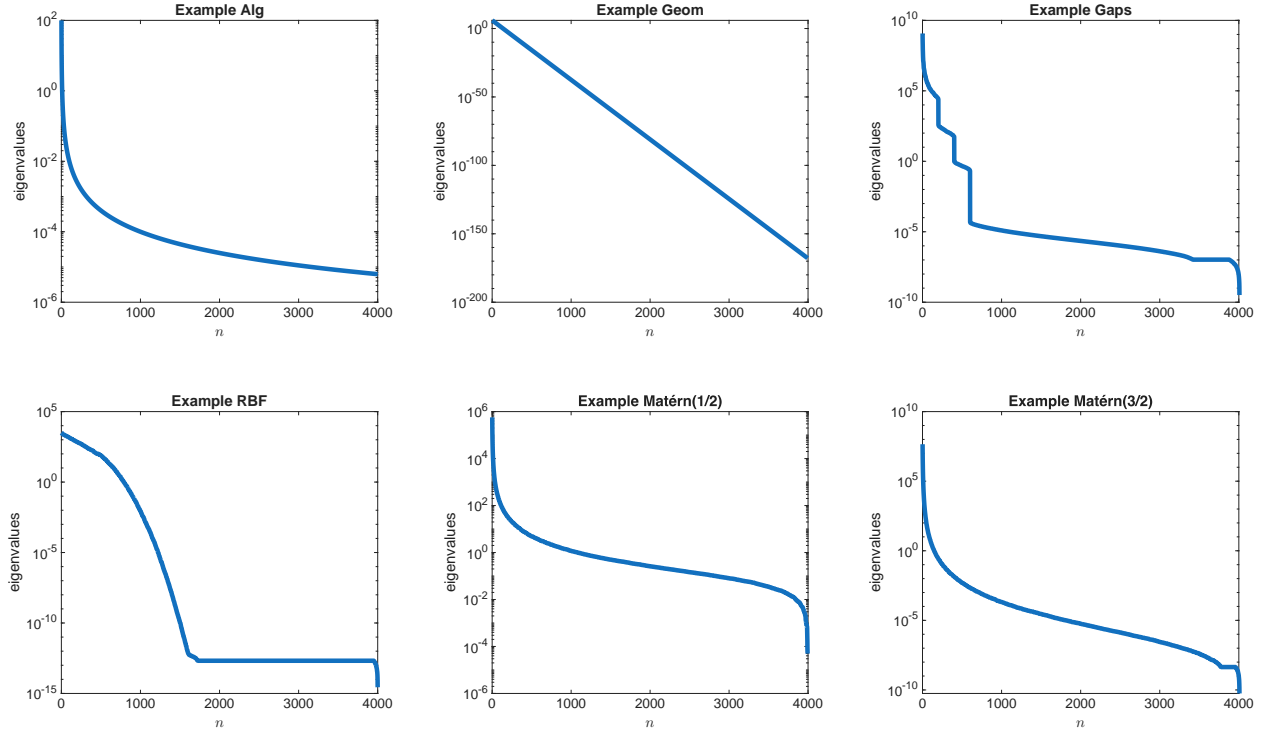 Example Alg
10^2
10^0
10^-2
10^-4
10^-6
eigenvalues
0 1000 2000 3000 4000
n
Example Geom
10^0
10^-50
10^-100
10^-150
10^-200
eigenvalues
0 1000 2000 3000 4000
n
Example Gaps
10^10
10^5
10^0
10^-5
10^-10
eigenvalues
0 1000 2000 3000 4000
n
Example RBF
10^5
10^0
10^-5
10^-10
10^-15
eigenvalues
0 1000 2000 3000 4000
n
Example Matérn(1/2)
10^6
10^4
10^2
10^0
10^-2
10^-4
10^-6
eigenvalues
0 1000 2000 3000 4000
n
Example Matérn(3/2)
10^10
10^5
10^0
10^-5
10^-10
eigenvalues
0 1000 2000 3000 4000
n